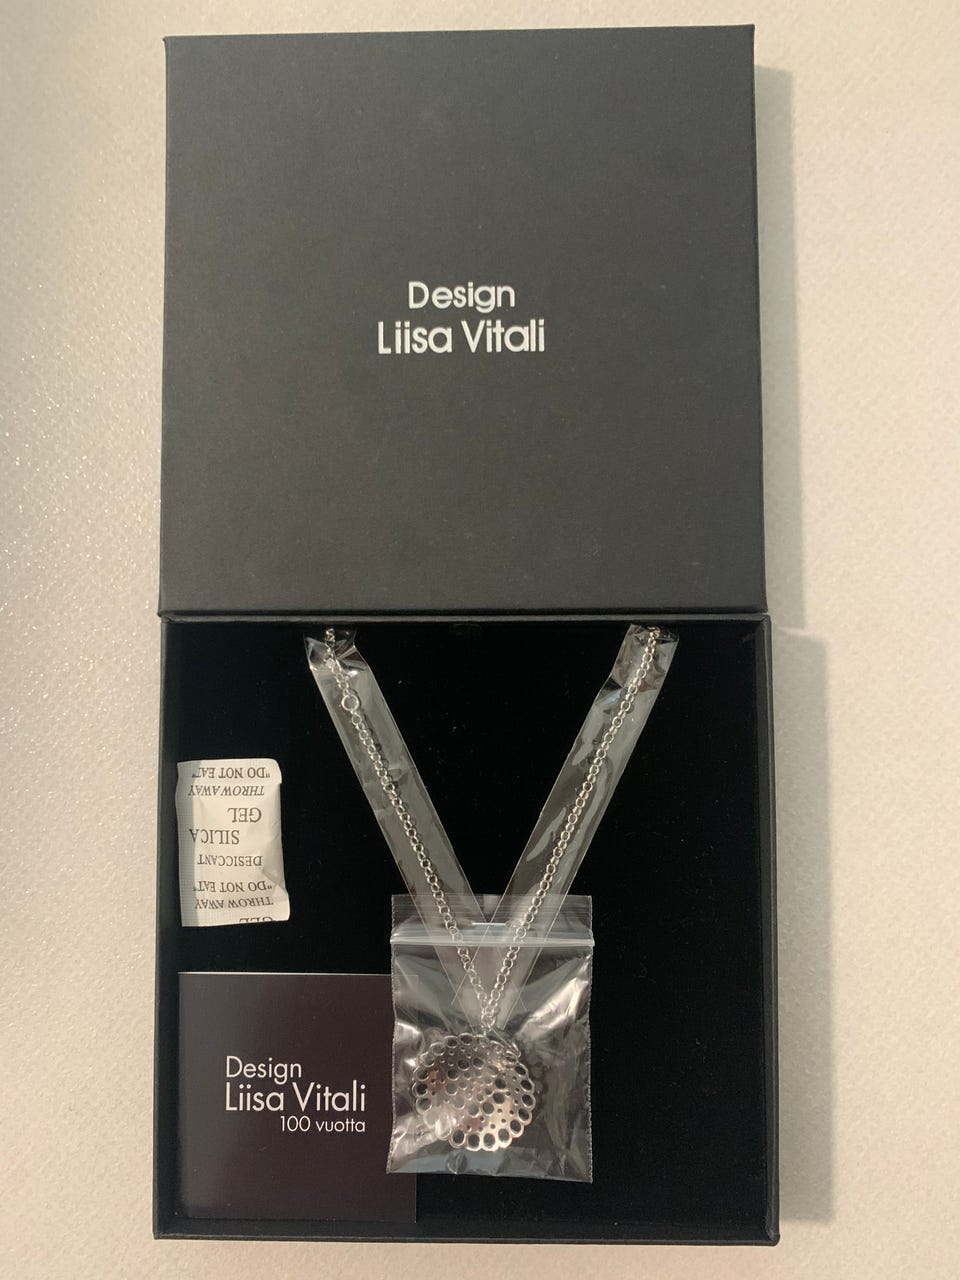 Design
Liisa Vitali
"DO NOT EAT"
THROW AWAY
GEL
SILICA
DESICCANT
"DO NOT EAT"
THROW AWAY
GEL
Design
Liisa Vitali
100 vuotta